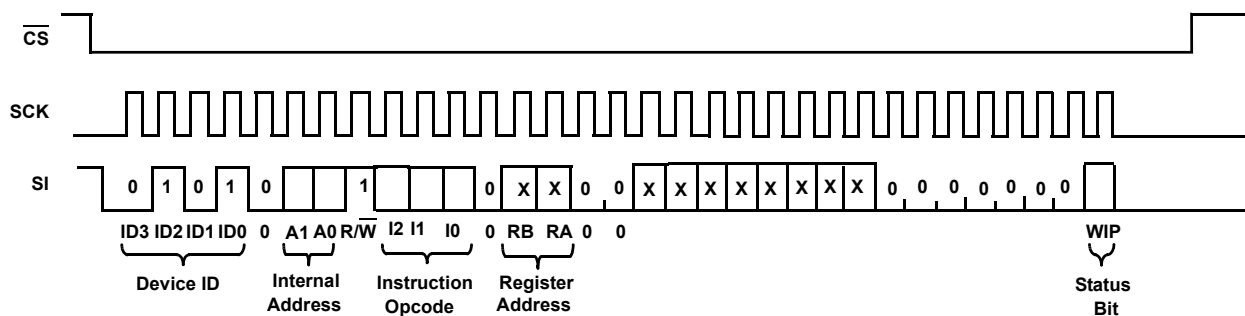 CS
SCK
SI
0 1 0 1 0 1 0 X X 0 0 X X X X X X X X 0 0 0 0 0 0 0
ID3 ID2 ID1 ID0 0 A1 A0 R/W I2 I1 I0 0 RB RA 0 0 WIP
Device ID
Internal
Address
Instruction
Opcode
Register
Address
Status
Bit